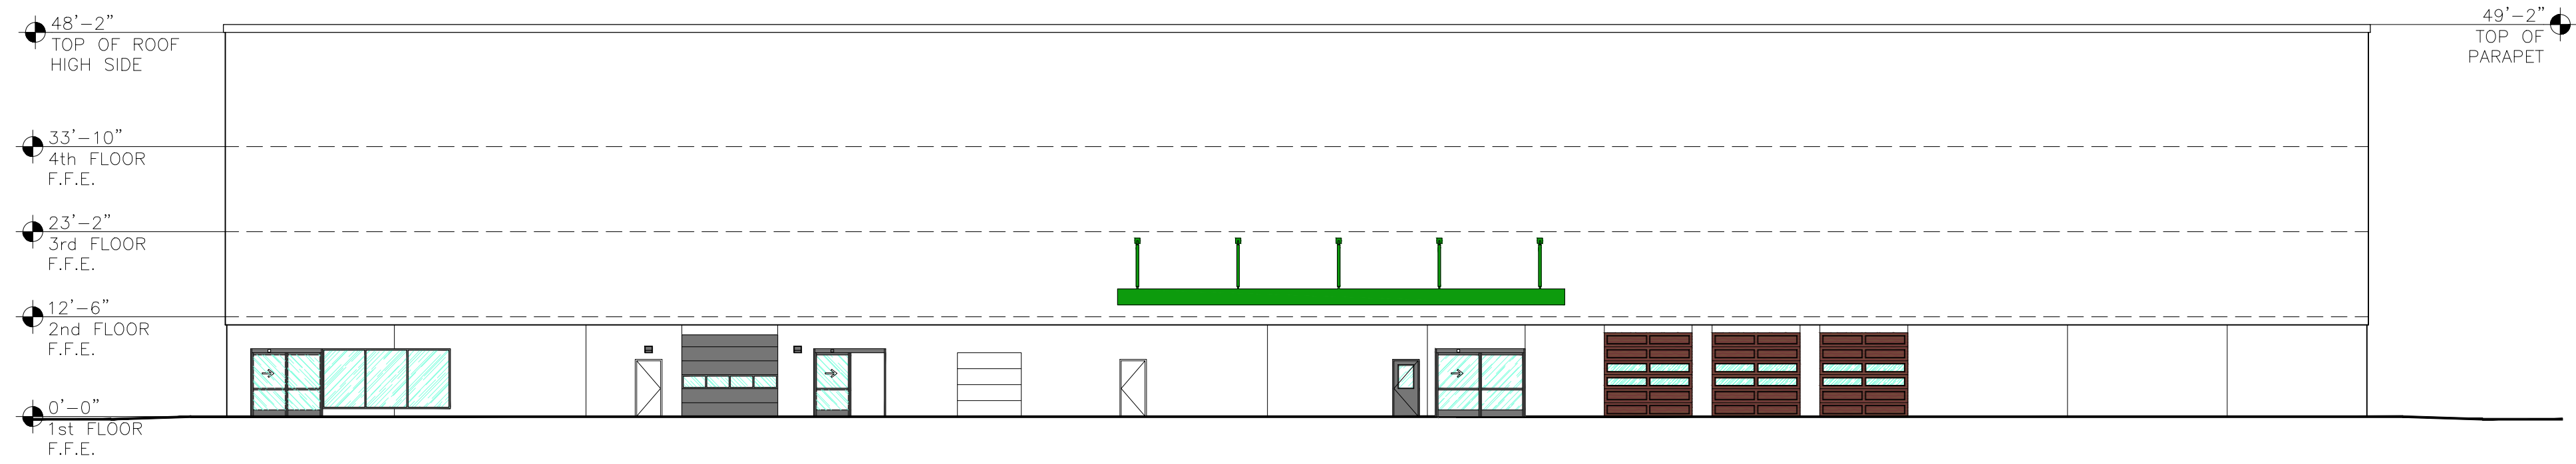 48'-2"
TOP OF ROOF
HIGH SIDE
49'-2"
TOP OF
PARAPET
33'-10"
4th FLOOR
F.F.E.
23'-2"
3rd FLOOR
F.F.E.
12'-6"
2nd FLOOR
F.F.E.
0'-0"
1st FLOOR
F.F.E.